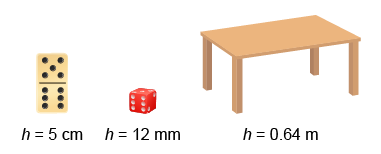 h = 5 cm
h = 12 mm
h = 0.64 m